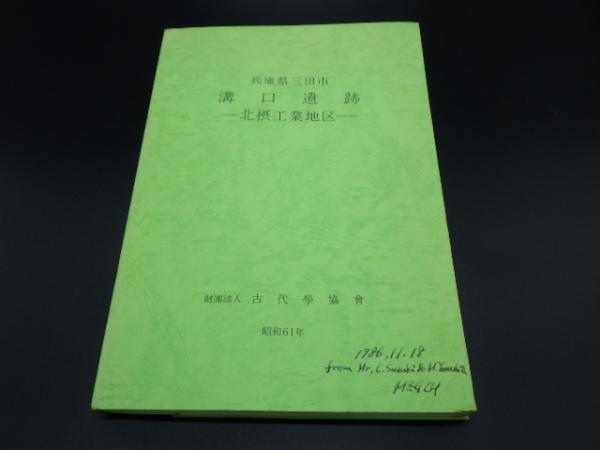 兵庫県三田市
溝口遺跡
―北摂工業地区―
財團法人 古代學協會
昭和61年
1986.11.18
from Mr. C. Suzuki & H.